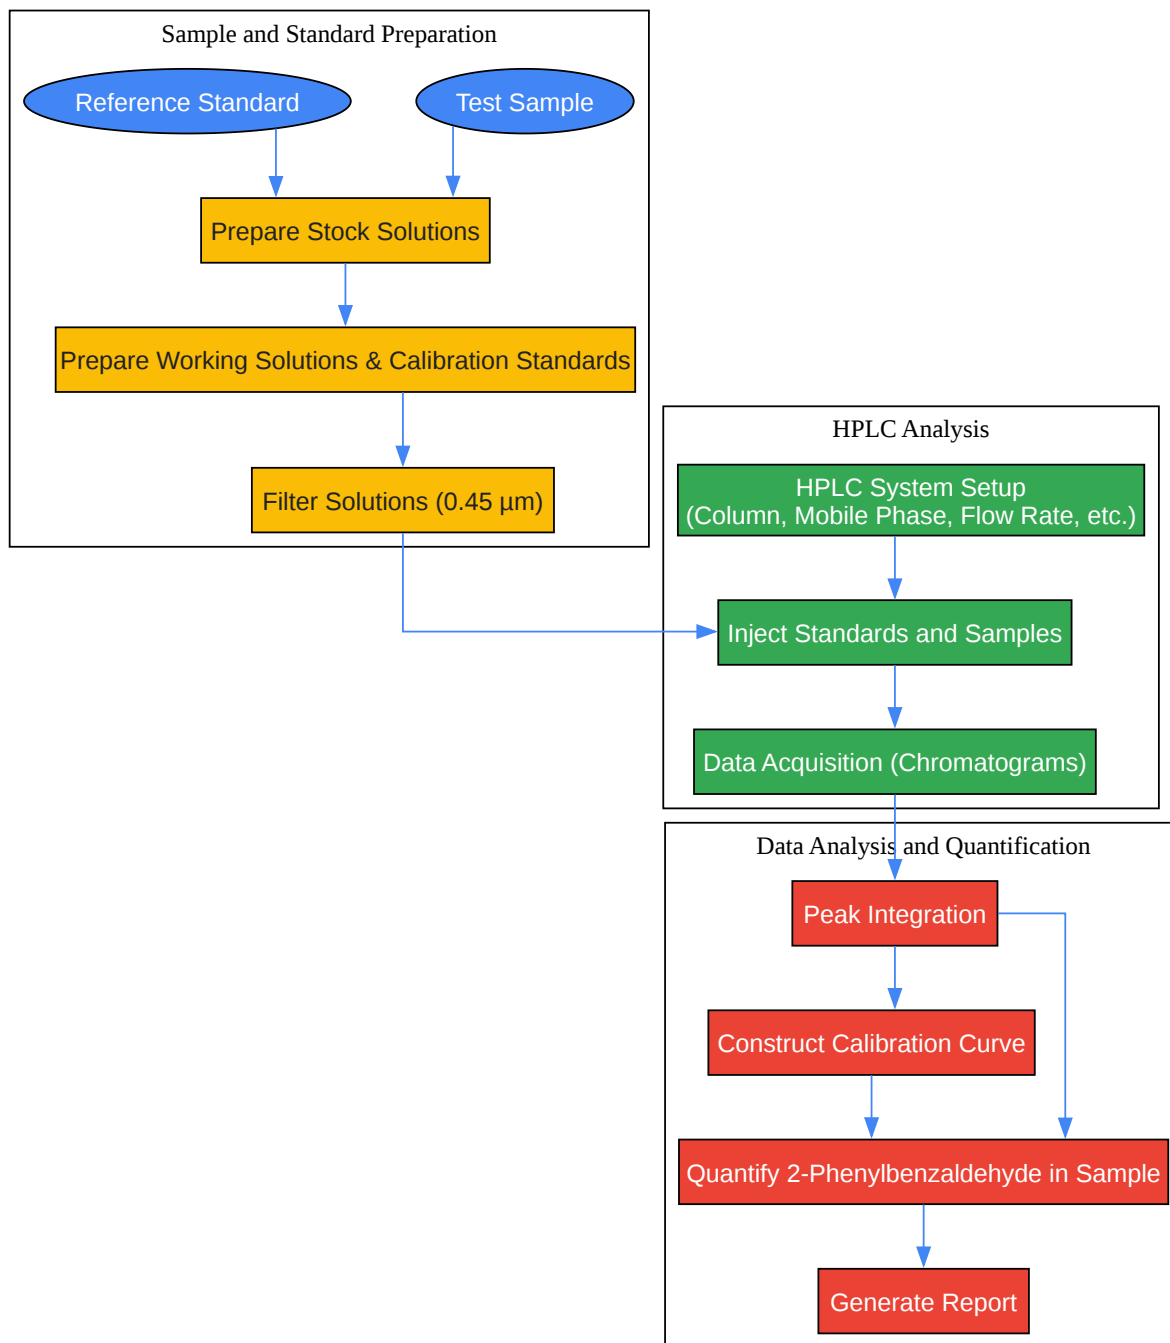 Sample and Standard Preparation
Reference Standard
Test Sample
Prepare Stock Solutions
Prepare Working Solutions & Calibration Standards
Filter Solutions (0.45 µm)
HPLC Analysis
HPLC System Setup
(Column, Mobile Phase, Flow Rate, etc.)
Inject Standards and Samples
Data Acquisition (Chromatograms)
Data Analysis and Quantification
Peak Integration
Construct Calibration Curve
Quantify 2-Phenylbenzaldehyde in Sample
Generate Report